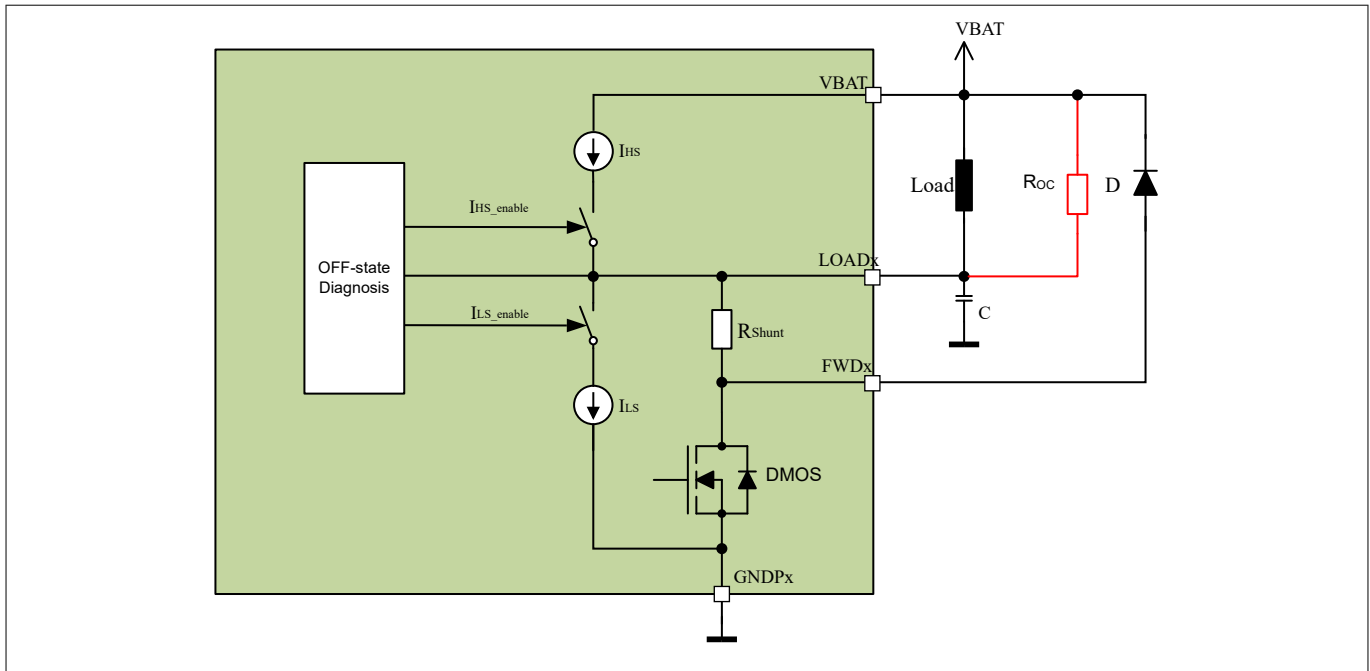 VBAT
VBAT
IHS
Load
ROC
D
IHS_enable
OFF-state
Diagnosis
LOADx
ILS_enable
RShunt
C
FWDx
ILS
DMOS
GNDPx